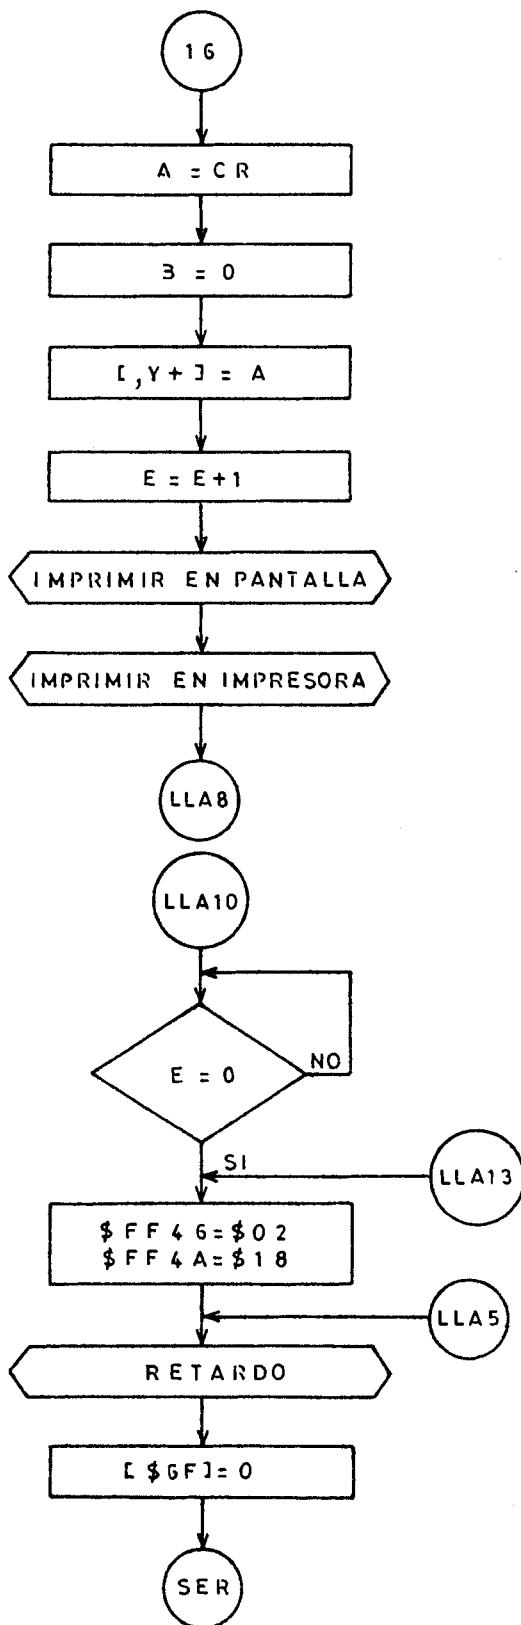 16
A = CR
B = 0
[,Y+] = A
E = E+1
IMPRIMIR EN PANTALLA
IMPRIMIR EN IMPRESORA
LLA8
LLA10
E = 0
NO
SI
LLA13
$FF46=$02
$FF4A=$18
LLA5
RETARDO
[$6F]=0
SER